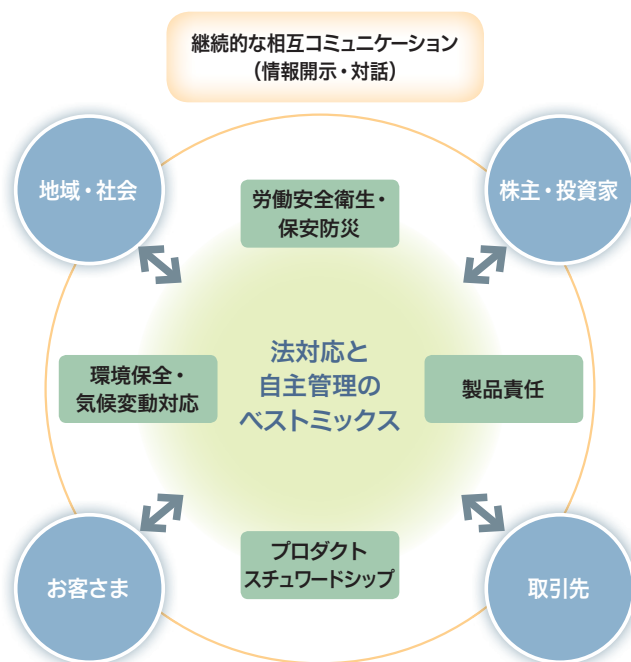 継続的な相互コミュニケーション
（情報開示・対話）
地域・社会
株主・投資家
労働安全衛生・
保安防災
法対応と
自主管理の
ベストミックス
環境保全・
気候変動対応
製品責任
プロダクト
スチュワードシップ
お客さま
取引先